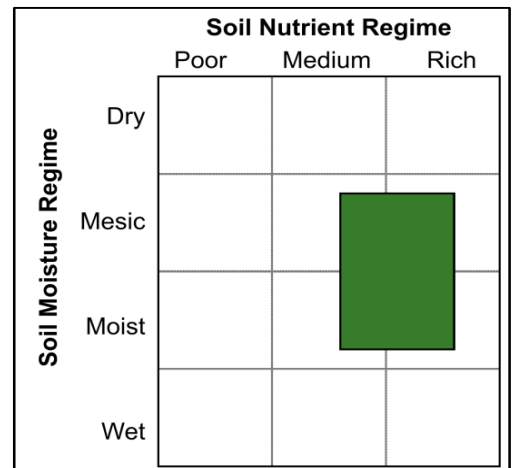 Soil Nutrient Regime
Poor Medium Rich
Soil Moisture Regime
Dry
Mesic
Moist
Wet